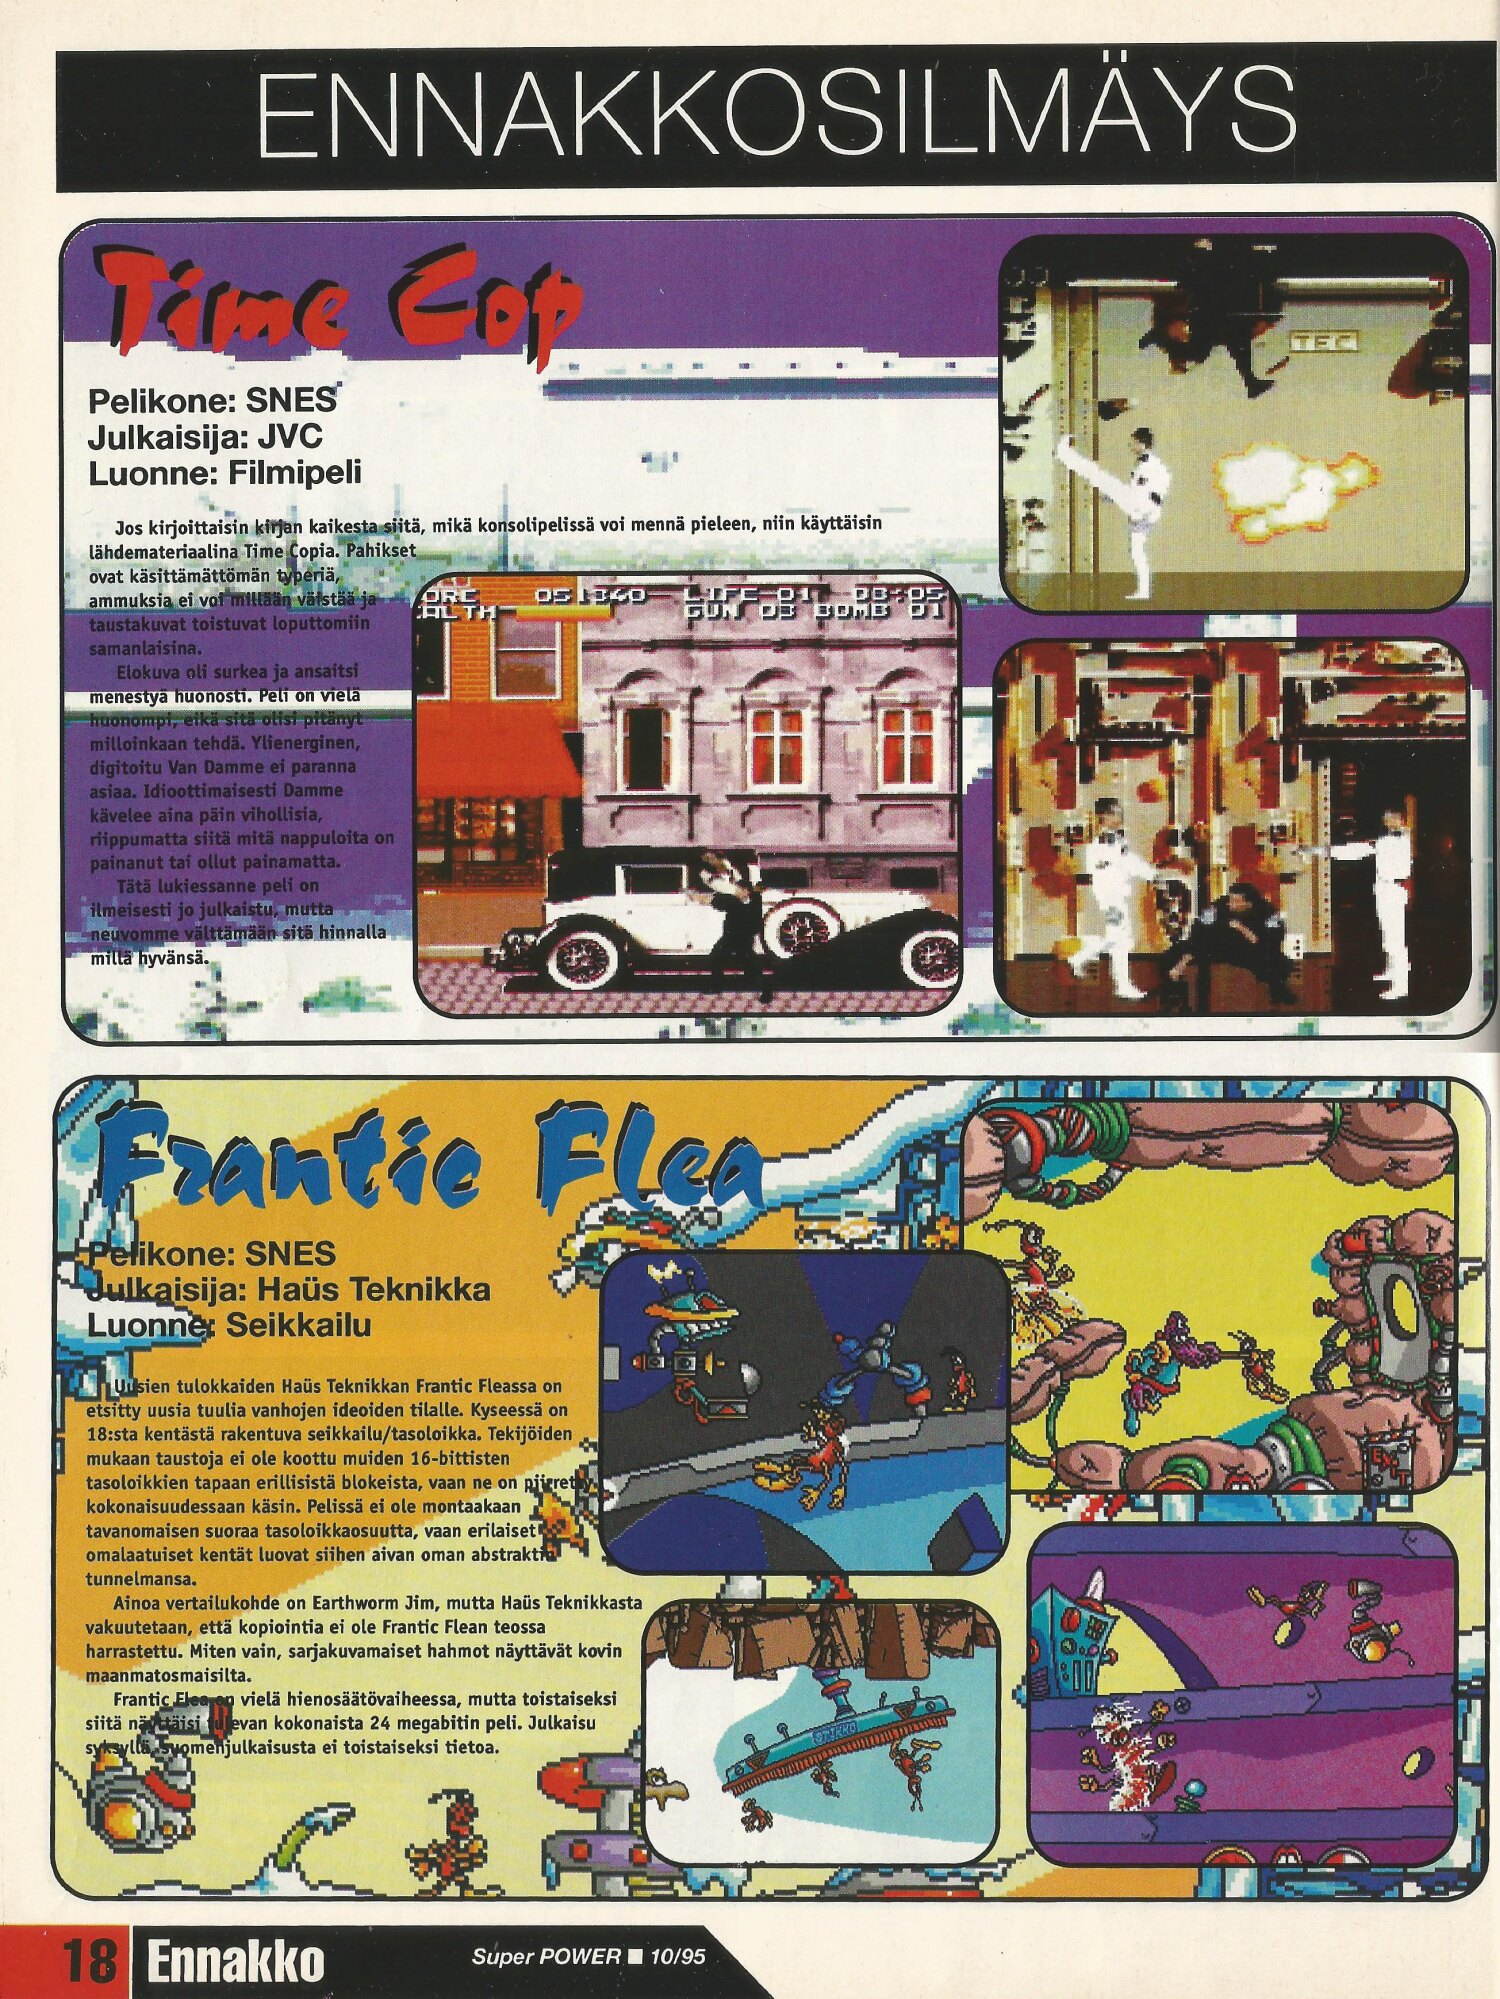 ENNAKKOSILMÄYS
Time Cop
Pelikone: SNES
Julkaisija: JVC
Luonne: Filmipeli
Jos kirjoittaisin kirjan kaikesta siitä, mikä konsolipelissä voi mennä pieleen, niin käyttäisin
lähdemateriaalina Time Copia. Pahikset
ovat käsittämättömän typeriä,
ammuksia ei voi millään väistää ja
taustakuvat toistuvat loputtomiin
samanlaisina.
Elokuva oli surkea ja ansaitsi
menestyä huonosti. Peli on vielä
huonompi, eikä sitä olisi pitänyt
milloinkaan tehdä. Ylienerginen,
digitoitu Van Damme ei paranna
asiaa. Idioottimaisesti Damme
kävelee aina päin vihollisia,
riippumatta siitä mitä nappuloita on
painanut tai ollut painamatta.
Tätä lukiessanne peli on
ilmeisesti jo julkaistu, mutta
neuvomme välttämään sitä hinnalla
millä hyvänsä.
ORE 051340 LIFE 01 08:05
ALTH GUN 03 BOMB 01
TEC
Frantic Flea
Pelikone: SNES
Julkaisija: Haüs Teknikka
Luonne: Seikkailu
Uusien tulokkaiden Haüs Teknikkan Frantic Fleassa on
etsitty uusia tuulia vanhojen ideoiden tilalle. Kyseessä on
18:sta kentästä rakentuva seikkailu/tasoloikka. Tekijöiden
mukaan taustoja ei ole koottu muiden 16-bittisten
tasoloikkien tapaan erillisistä blokeista, vaan ne on piirretty
kokonaisuudessaan käsin. Pelissä ei ole montaakaan
tavanomaisen suoraa tasoloikkaosuutta, vaan erilaiset
omalaatuiset kentät luovat siihen aivan oman abstraktin
tunnelmansa.
Ainoa vertailukohde on Earthworm Jim, mutta Haüs Teknikkasta
vakuutetaan, että kopiointia ei ole Frantic Flean teossa
harrastettu. Miten vain, sarjakuvamaiset hahmot näyttävät kovin
maanmatosmaisilta.
Frantic Flea on vielä hienosäätövaiheessa, mutta toistaiseksi
siitä näyttäisi tulevan kokonaista 24 megabitin peli. Julkaisu
syksyllä, suomenjulkaisusta ei toistaiseksi tietoa.
EXIT
18 Ennakko Super POWER ■ 10/95